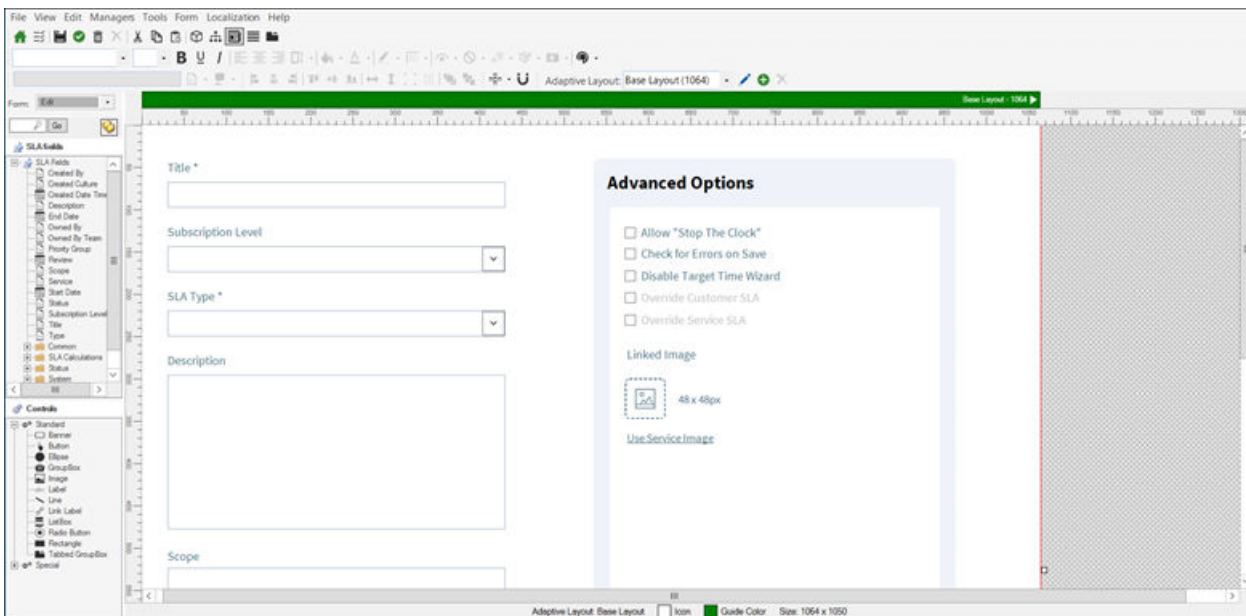 File View Edit Managers Tools Form Localization Help
B U I
Adaptive Layout: Base Layout (1064)
Form: Edit
Base Layout - 1064
Go
SLA fields
SLA Fields
Created By
Created Culture
Created Date Time
Description
End Date
Owned By
Owned By Team
Priority Group
Review
Scope
Service
Start Date
Status
Subscription Level
Title
Type
Common
SLA Calculations
Status
System
Controls
Standard
Banner
Button
Ellipse
GroupBox
Image
Label
Line
Link Label
ListBox
Radio Button
Rectangle
Tabbed GroupBox
Special
Title *
Subscription Level
SLA Type *
Description
Scope
Advanced Options
Allow "Stop The Clock"
Check for Errors on Save
Disable Target Time Wizard
Override Customer SLA
Override Service SLA
Linked Image
48 x 48px
Use Service Image
Adaptive Layout: Base Layout Icon Guide Color Size: 1064 x 1050